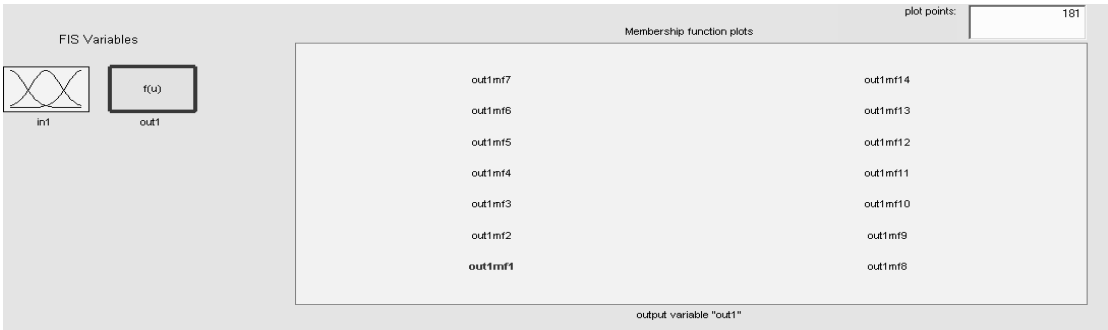 plot points: 181
FIS Variables
Membership function plots
f(u)
in1 out1
out1mf7 out1mf14
out1mf6 out1mf13
out1mf5 out1mf12
out1mf4 out1mf11
out1mf3 out1mf10
out1mf2 out1mf9
out1mf1 out1mf8
output variable "out1"